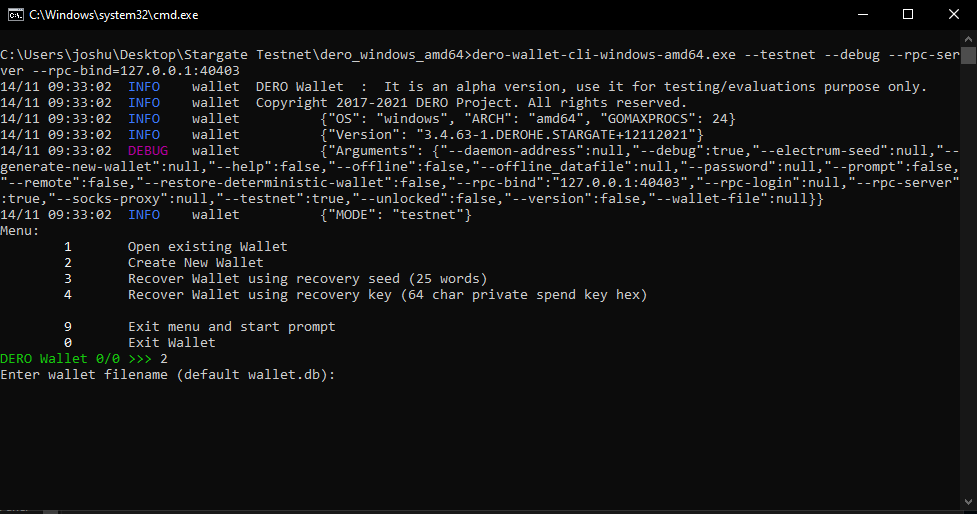 C:\Windows\system32\cmd.exe
C:\Users\joshu\Desktop\Stargate Testnet\dero_windows_amd64>dero-wallet-cli-windows-amd64.exe --testnet --debug --rpc-ser
ver --rpc-bind=127.0.0.1:40403
14/11 09:33:02  INFO    wallet  DERO Wallet  :  It is an alpha version, use it for testing/evaluations purpose only.
14/11 09:33:02  INFO    wallet  Copyright 2017-2021 DERO Project. All rights reserved.
14/11 09:33:02  INFO    wallet          {"OS": "windows", "ARCH": "amd64", "GOMAXPROCS": 24}
14/11 09:33:02  INFO    wallet          {"Version": "3.4.63-1.DEROHE.STARGATE+12112021"}
14/11 09:33:02  DEBUG   wallet          {"Arguments": {"--daemon-address":null,"--debug":true,"--electrum-seed":null,"--
generate-new-wallet":null,"--help":false,"--offline":false,"--offline_datafile":null,"--password":null,"--prompt":false,
"--remote":false,"--restore-deterministic-wallet":false,"--rpc-bind":"127.0.0.1:40403","--rpc-login":null,"--rpc-server"
:true,"--socks-proxy":null,"--testnet":true,"--unlocked":false,"--version":false,"--wallet-file":null}}
14/11 09:33:02  INFO    wallet          {"MODE": "testnet"}
Menu:
1       Open existing Wallet
2       Create New Wallet
3       Recover Wallet using recovery seed (25 words)
4       Recover Wallet using recovery key (64 char private spend key hex)
9       Exit menu and start prompt
0       Exit Wallet
DERO Wallet 0/0 >>> 2
Enter wallet filename (default wallet.db):